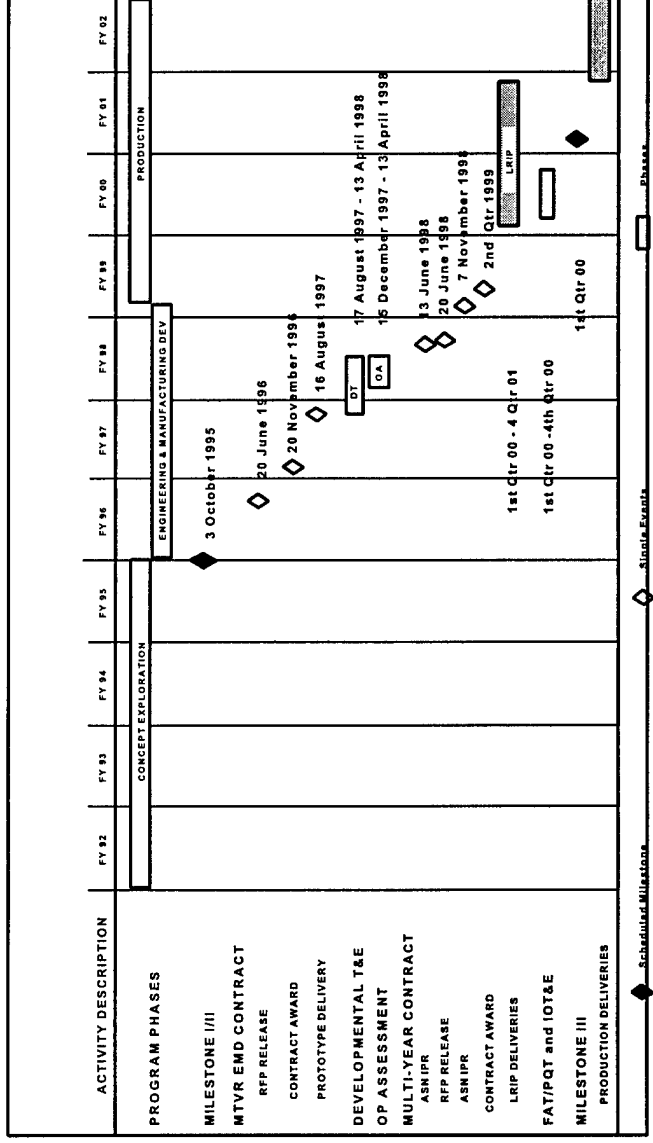 ACTIVITY DESCRIPTION FY 92 FY 93 FY 94 FY 95 FY 96 FY 97 FY 98 FY 99 FY 00 FY 01 FY 02
PROGRAM PHASES CONCEPT EXPLORATION ENGINEERING & MANUFACTURING DEV PRODUCTION
MILESTONE I/II 3 October 1995
MTVR EMD CONTRACT
RFP RELEASE 20 June 1996
CONTRACT AWARD 20 November 1996
PROTOTYPE DELIVERY 16 August 1997
DEVELOPMENTAL T&E DT 17 August 1997 - 13 April 1998
OP ASSESSMENT OA 15 December 1997 - 13 April 1998
MULTI-YEAR CONTRACT
ASN IPR 13 June 1998
RFP RELEASE 20 June 1998
ASN IPR 7 November 1998
CONTRACT AWARD 2nd Qtr 1999
LRIP DELIVERIES 1st Qtr 00 - 4 Qtr 01 LRIP
FAT/PQT and IOT&E 1st Qtr 00 -4th Qtr 00
MILESTONE III 1st Qtr 00
PRODUCTION DELIVERIES
Scheduled Milestone Single Events Phases